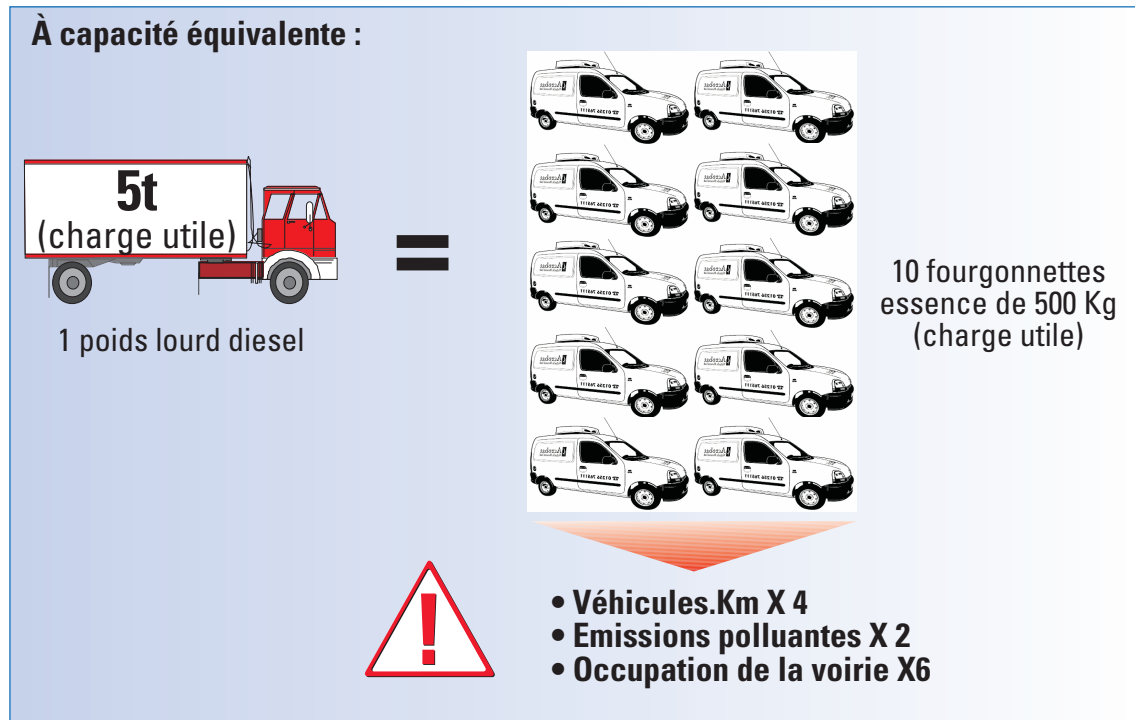 À capacité équivalente :
5t
(charge utile)
1 poids lourd diesel
=
10 fourgonnettes
essence de 500 Kg
(charge utile)
!
• Véhicules.Km X 4
• Emissions polluantes X 2
• Occupation de la voirie X6